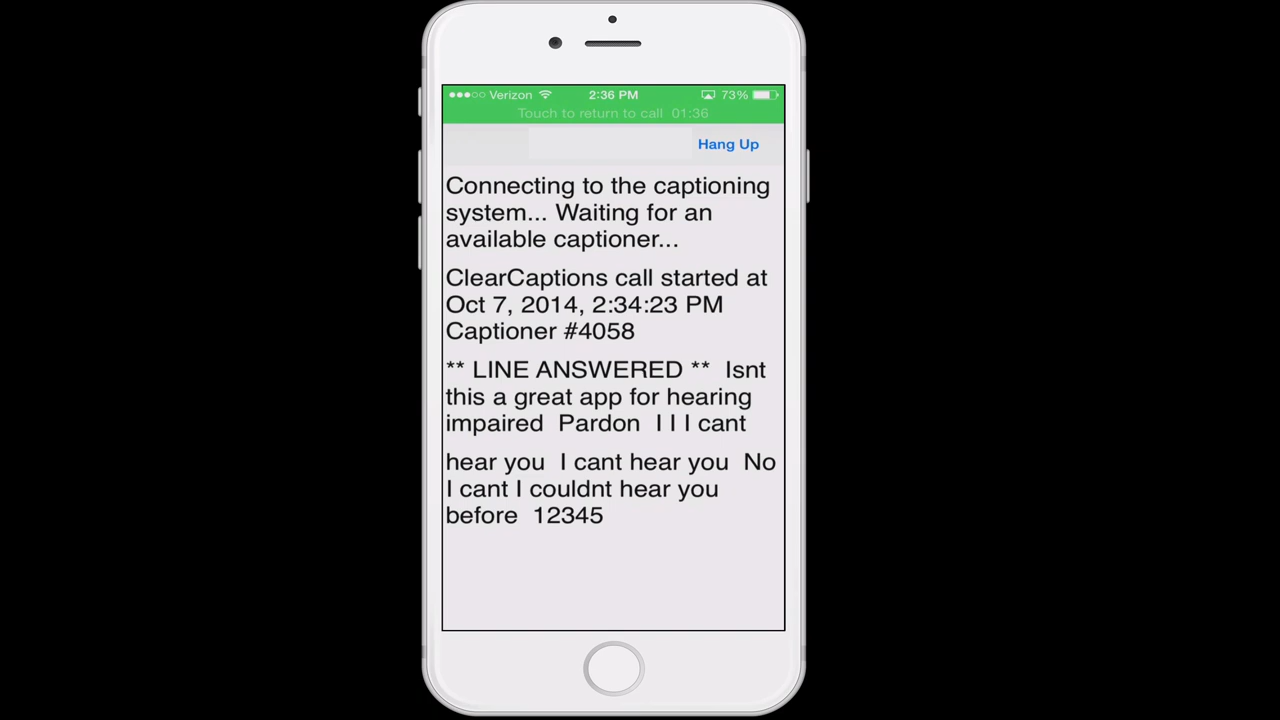 Verizon 2:36 PM 73%
Touch to return to call 01:36
Hang Up
Connecting to the captioning
system... Waiting for an
available captioner...
ClearCaptions call started at
Oct 7, 2014, 2:34:23 PM
Captioner #4058
** LINE ANSWERED ** Isnt
this a great app for hearing
impaired Pardon I I I cant
hear you I cant hear you No
I cant I couldnt hear you
before 12345